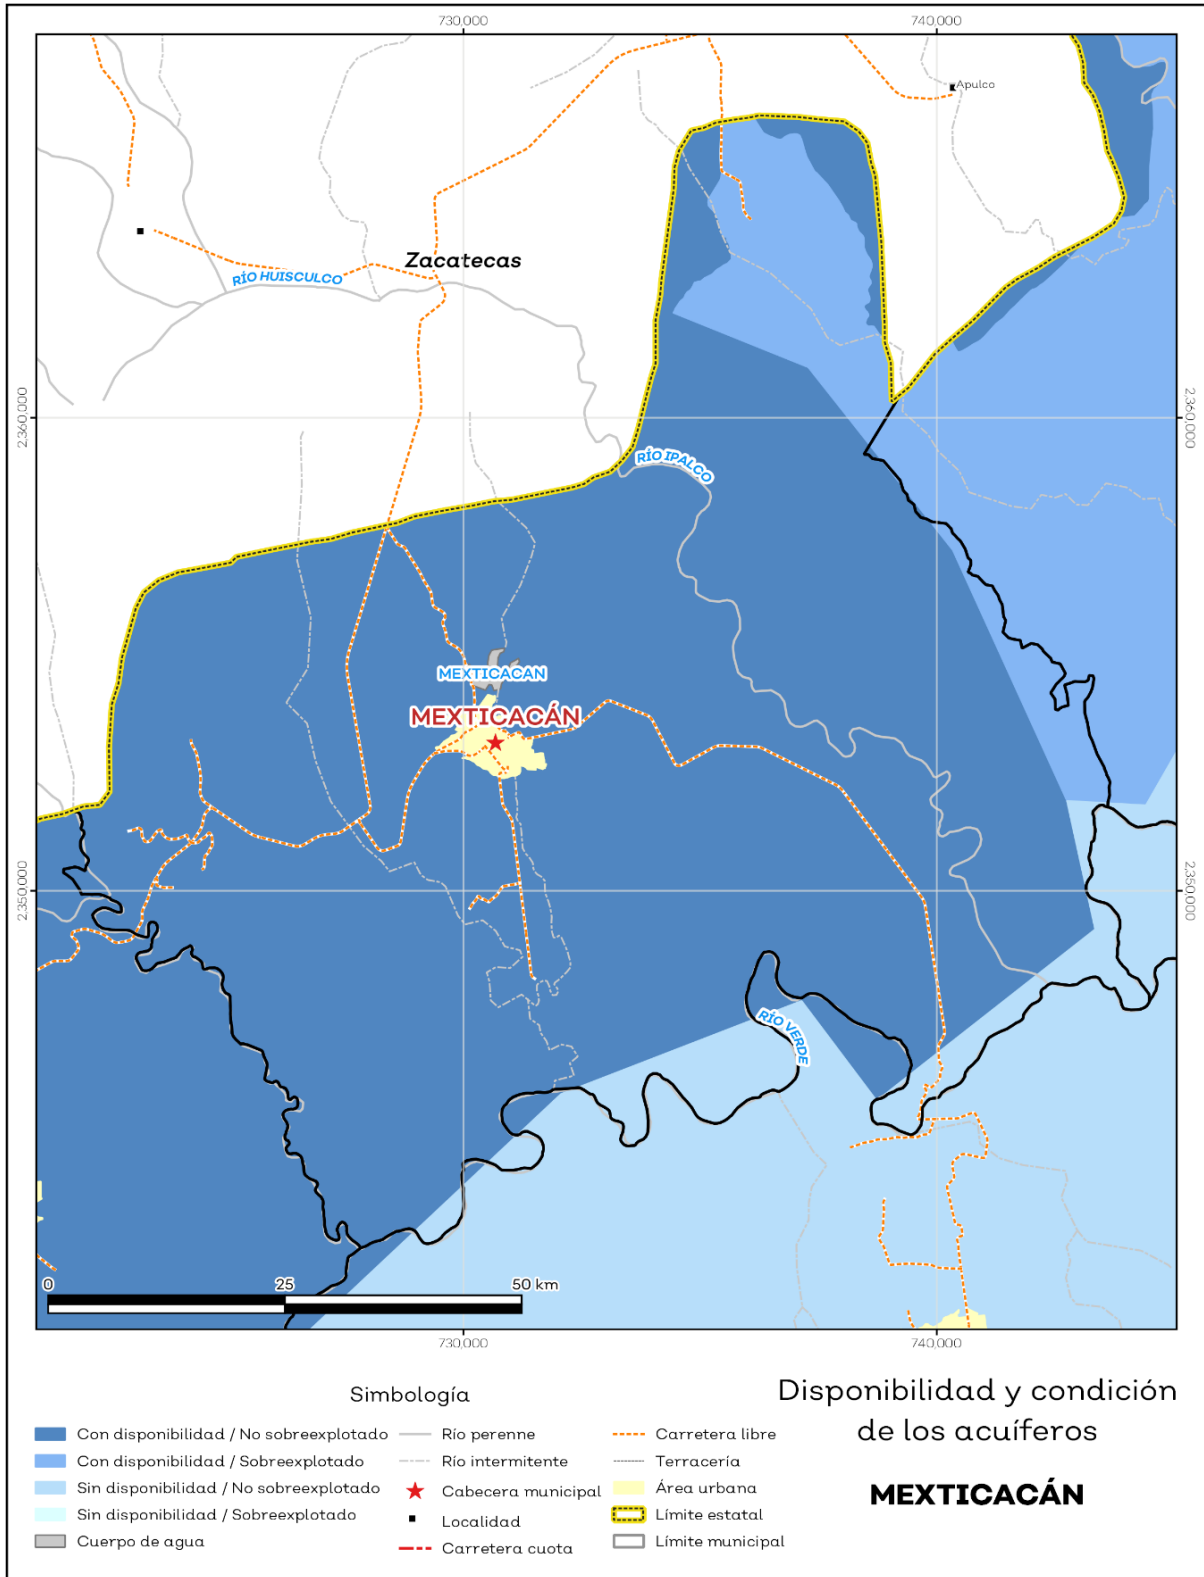 730,000
740,000
Apulco
Zacatecas
RÍO HUISCULCO
2'360,000
2'360,000
RÍO IPALCO
MEXTICACAN
MEXTICACÁN
2'350,000
2'350,000
RÍO VERDE
0
25
50 km
730,000
740,000
Simbología
Con disponibilidad / No sobreexplotado
Con disponibilidad / Sobreexplotado
Sin disponibilidad / No sobreexplotado
Sin disponibilidad / Sobreexplotado
Cuerpo de agua
Río perenne
Río intermitente
Cabecera municipal
Localidad
Carretera cuota
Carretera libre
Terracería
Área urbana
Límite estatal
Límite municipal
Disponibilidad y condición
de los acuíferos
MEXTICACÁN